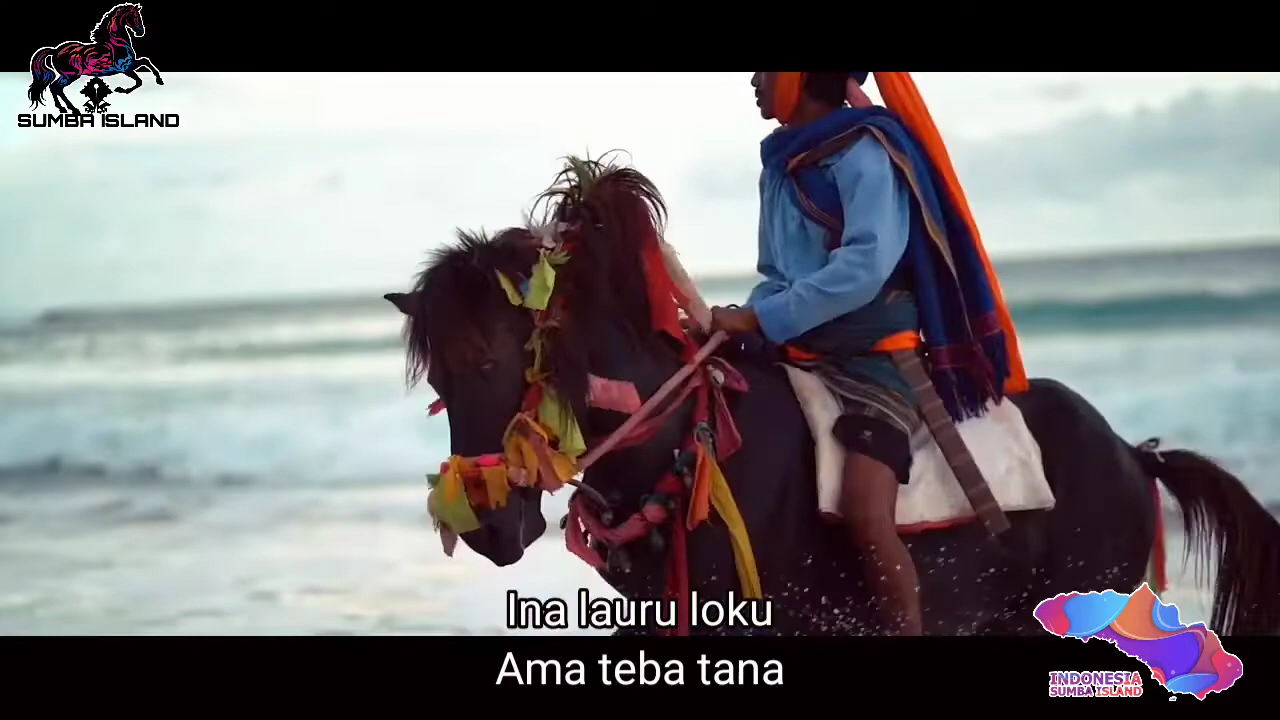 SUMBA ISLAND
Ina lauru loku
Ama teba tana
INDONESIA
SUMBA ISLAND